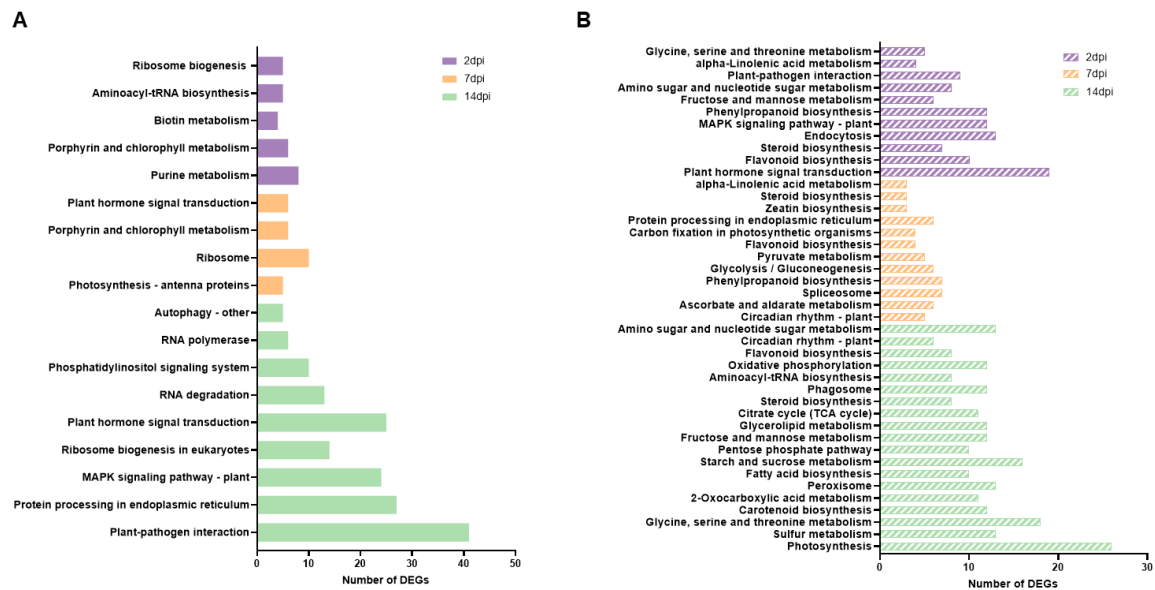 A
Ribosome biogenesis
Aminoacyl-tRNA biosynthesis
Biotin metabolism
Porphyrin and chlorophyll metabolism
Purine metabolism
Plant hormone signal transduction
Porphyrin and chlorophyll metabolism
Ribosome
Photosynthesis - antenna proteins
Autophagy - other
RNA polymerase
Phosphatidylinositol signaling system
RNA degradation
Plant hormone signal transduction
Ribosome biogenesis in eukaryotes
MAPK signaling pathway - plant
Protein processing in endoplasmic reticulum
Plant-pathogen interaction
2dpi
7dpi
14dpi
0 10 20 30 40 50
Number of DEGs
B
Glycine, serine and threonine metabolism
alpha-Linolenic acid metabolism
Plant-pathogen interaction
Amino sugar and nucleotide sugar metabolism
Fructose and mannose metabolism
Phenylpropanoid biosynthesis
MAPK signaling pathway - plant
Endocytosis
Steroid biosynthesis
Flavonoid biosynthesis
Plant hormone signal transduction
alpha-Linolenic acid metabolism
Steroid biosynthesis
Zeatin biosynthesis
Protein processing in endoplasmic reticulum
Carbon fixation in photosynthetic organisms
Flavonoid biosynthesis
Pyruvate metabolism
Glycolysis / Gluconeogenesis
Phenylpropanoid biosynthesis
Spliceosome
Ascorbate and aldarate metabolism
Circadian rhythm - plant
Amino sugar and nucleotide sugar metabolism
Circadian rhythm - plant
Flavonoid biosynthesis
Oxidative phosphorylation
Aminoacyl-tRNA biosynthesis
Phagosome
Steroid biosynthesis
Citrate cycle (TCA cycle)
Glycerolipid metabolism
Fructose and mannose metabolism
Pentose phosphate pathway
Starch and sucrose metabolism
Fatty acid biosynthesis
Peroxisome
2-Oxocarboxylic acid metabolism
Carotenoid biosynthesis
Glycine, serine and threonine metabolism
Sulfur metabolism
Photosynthesis
2dpi
7dpi
14dpi
0 10 20 30
Number of DEGs